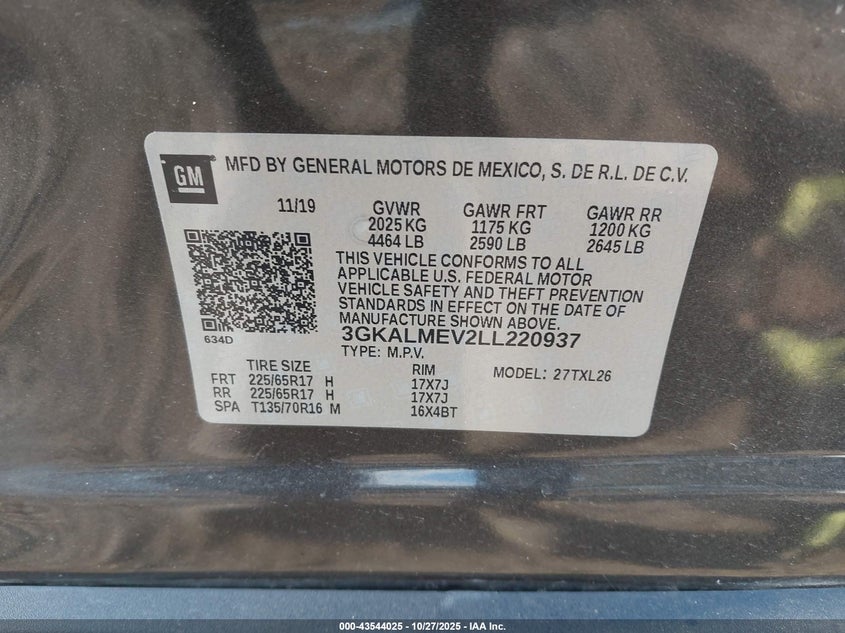 GM
MFD BY GENERAL MOTORS DE MEXICO, S. DE R.L. DE C.V.
11/19 GVWR GAWR FRT GAWR RR
2025 KG 1175 KG 1200 KG
4464 LB 2590 LB 2645 LB
THIS VEHICLE CONFORMS TO ALL
APPLICABLE U.S. FEDERAL MOTOR
VEHICLE SAFETY AND THEFT PREVENTION
STANDARDS IN EFFECT ON THE DATE OF
MANUFACTURE SHOWN ABOVE.
634D
3GKALMEV2LL220937
TYPE: M.P.V.
TIRE SIZE RIM MODEL: 27TXL26
FRT 225/65R17 H 17X7J
RR 225/65R17 H 17X7J
SPA T135/70R16 M 16X4BT
000-43544025 | 10/27/2025 | IAA Inc.